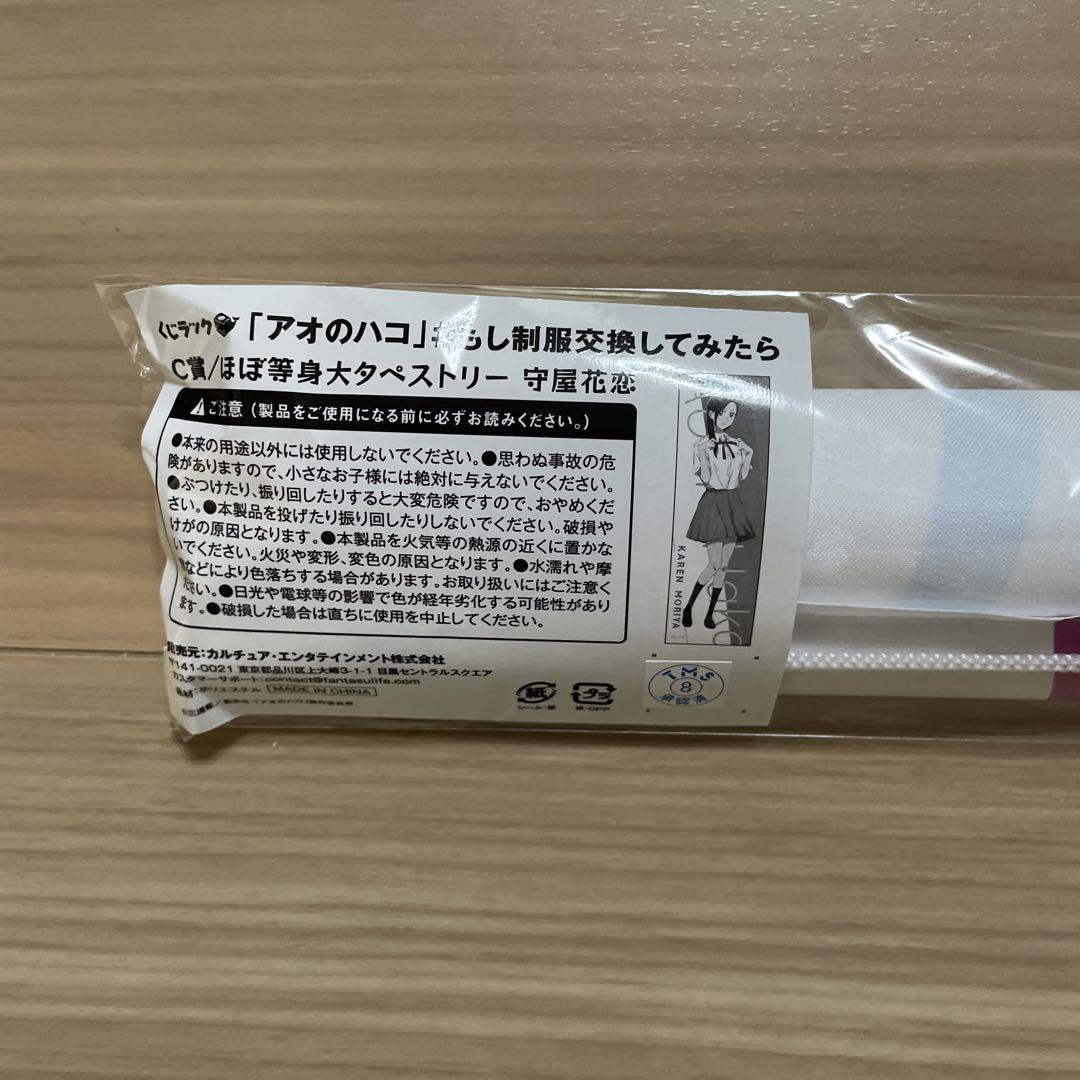 くじラック 「アオのハコ」#もし制服交換してみたら
C賞/ほぼ等身大タペストリー 守屋花恋
ご注意（製品をご使用になる前に必ずお読みください。）
●本来の用途以外には使用しないでください。●思わぬ事故の危
険がありますので、小さなお子様には絶対に与えないでください。
●ぶつけたり、振り回したりすると大変危険ですので、おやめくだ
さい。●本製品を投げたり振り回したりしないでください。破損や
けがの原因となります。●本製品を火気等の熱源の近くに置かな
いでください。火災や変形、変色の原因となります。●水濡れや摩
などにより色落ちする場合があります。お取り扱いにはご注意く
ださい。●日光や電球等の影響で色が経年劣化する可能性があり
ます。●破損した場合は直ちに使用を中止してください。
発売元：カルチュア・エンタテインメント株式会社
〒141-0021 東京都品川区上大崎3-1-1 目黒セントラルスクエア
カスタマーサポート：contact@fantasulife.com
素材：ポリエステル MADE IN CHINA
紙
シール：紙
プラ
袋：OPP
KAREN MORIYA
Hako
TMS
8
承認済